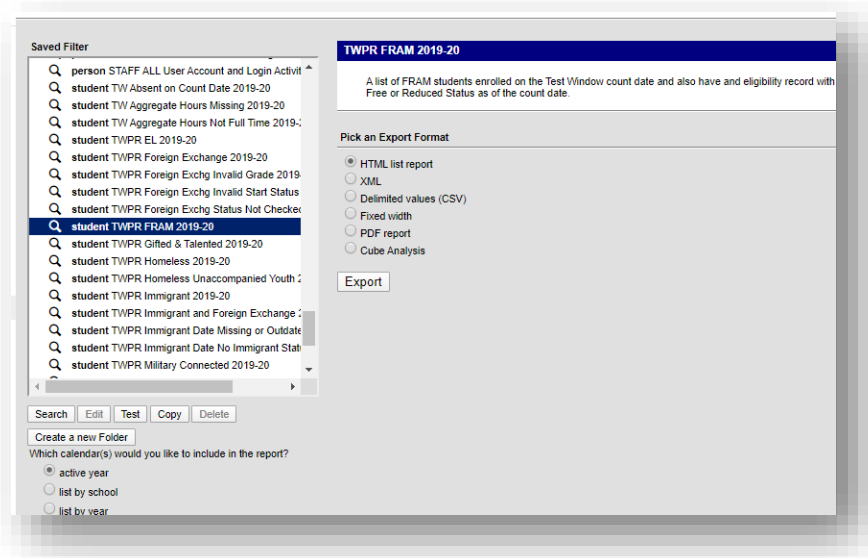 Saved Filter
person STAFF ALL User Account and Login Activit
student TW Absent on Count Date 2019-20
student TW Aggregate Hours Missing 2019-20
student TW Aggregate Hours Not Full Time 2019-
student TWPR EL 2019-20
student TWPR Foreign Exchange 2019-20
student TWPR Foreign Exchg Invalid Grade 2019-
student TWPR Foreign Exchg Invalid Start Status
student TWPR Foreign Exchg Status Not Checked
student TWPR FRAM 2019-20
student TWPR Gifted & Talented 2019-20
student TWPR Homeless 2019-20
student TWPR Homeless Unaccompanied Youth 2
student TWPR Immigrant 2019-20
student TWPR Immigrant and Foreign Exchange 2
student TWPR Immigrant Date Missing or Outdate
student TWPR Immigrant Date No Immigrant Stat
student TWPR Military Connected 2019-20
Search Edit Test Copy Delete
Create a new Folder
Which calendar(s) would you like to include in the report?
active year
list by school
list by year
TWPR FRAM 2019-20
A list of FRAM students enrolled on the Test Window count date and also have and eligibility record with
Free or Reduced Status as of the count date.
Pick an Export Format
HTML list report
XML
Delimited values (CSV)
Fixed width
PDF report
Cube Analysis
Export